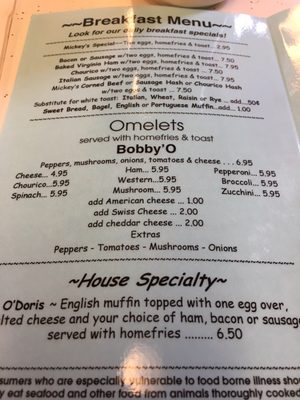 ~~Breakfast Menu~~
Look for our daily breakfast specials!
Mickey's Special~~Two eggs, homefries & toast... 2.95
Bacon or Sausage w/two eggs, homefries & toast .... 7.50
Baked Virginia Ham w/two eggs, homefries & toast... 7.95
Chourico w/two eggs, homefries & toast ... 7.50
Italian Sausage w/two eggs, homefries & toast... 7.95
Mickey's Corned Beef or Sausage Hash or Chourico Hash
w/two eggs & toast ... 7.50
Substitute for white toast: Italian, Wheat, Raisin or Rye ...add...50¢
Sweet Bread, Bagel, English or Portuguese Muffin...add...1.00
Omelets
served with homefries & toast
Bobby'O
Peppers, mushrooms, onions, tomatoes & cheese . . . 6.95
Cheese... 4.95 Ham... 5.95 Pepperoni ... 5.95
Chourico...5.95 Western...5.95 Broccoli... 5.95
Spinach... 5.95 Mushroom... 5.95 Zucchini... 5.95
add American cheese ... 1.00
add Swiss Cheese ... 2.00
add cheddar cheese ... 2.00
Extras
Peppers - Tomatoes - Mushrooms - Onions
~House Specialty~
O'Doris ~ English muffin topped with one egg over,
lted cheese and your choice of ham, bacon or sausage
served with homefries ......... 6.50
sumers who are especially vulnerable to food borne illness shou
y eat seafood and other food from animals thoroughly cooked